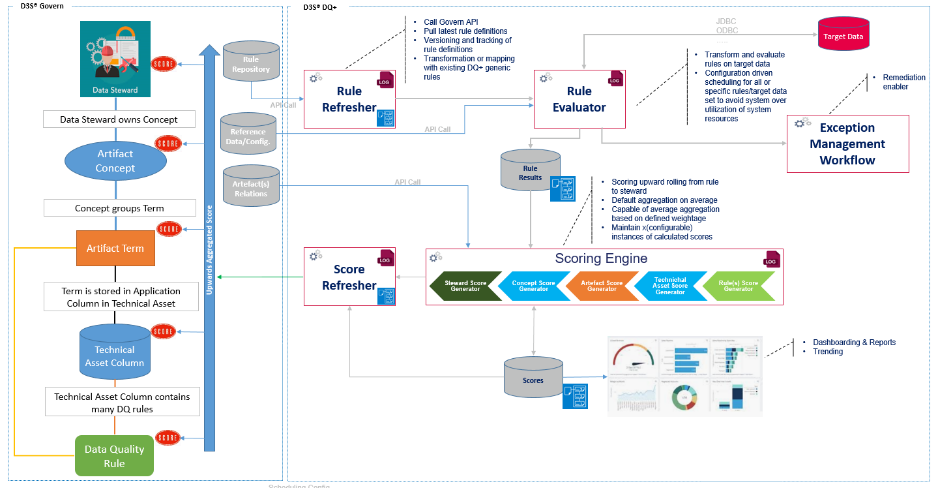 D3S® Govern
D3S® DQ+
Data Steward
SCORE
Data Steward owns Concept
SCORE
Artifact
Concept
Concept groups Term
SCORE
Artifact Term
Term is stored in Application
Column in Technical Asset
SCORE
Technical
Asset Column
Technical Asset Column contains
many DQ rules
SCORE
Data Quality
Rule
Upwards Aggregated Score
Rule
Repository
API Call
Reference
Data/Config.
API Call
Artefact(s)
Relations
API Call
• Call Govern API
• Pull latest rule definitions
• Versioning and tracking of
rule definitions
• Transformation or mapping
with existing DQ+ generic
rules
LOG
Rule
Refresher
LOG
Rule
Evaluator
JDBC
ODBC
Target Data
• Transform and evaluate
rules on target data
• Configuration driven
scheduling for all or
specific rules/target data
set to avoid system over
utilization of system
resources
• Remediation
enabler
Exception
Management
Workflow
Rule
Results
• Scoring upward rolling from rule
to steward
• Default aggregation on average
• Capable of average aggregation
based on defined weightage
• Maintain x(configurable)
instances of calculated scores
LOG
Score
Refresher
Scoring Engine
LOG
Steward Score
Generator
Concept Score
Generator
Artefact Score
Generator
Technichal
Asset Score
Generator
Rule(s) Score
Generator
Scores
• Dashboarding & Reports
• Trending
Scheduling Config